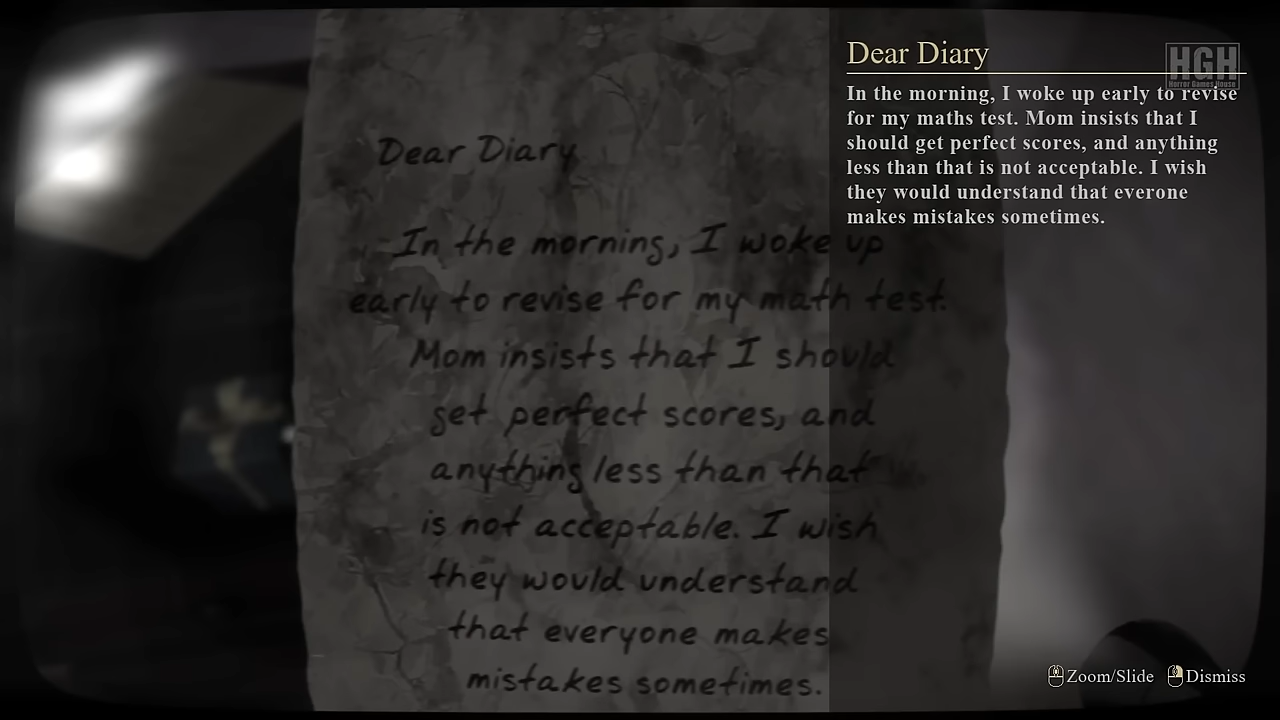 Dear Diary
In the morning, I woke up
early to revise for my math test.
Mom insists that I should
get perfect scores, and
anything less than that
is not acceptable. I wish
they would understand
that everyone makes
mistakes sometimes.
Dear Diary
HGH
Horror Games House
In the morning, I woke up early to revise
for my maths test. Mom insists that I
should get perfect scores, and anything
less than that is not acceptable. I wish
they would understand that everone
makes mistakes sometimes.
Zoom/Slide
Dismiss